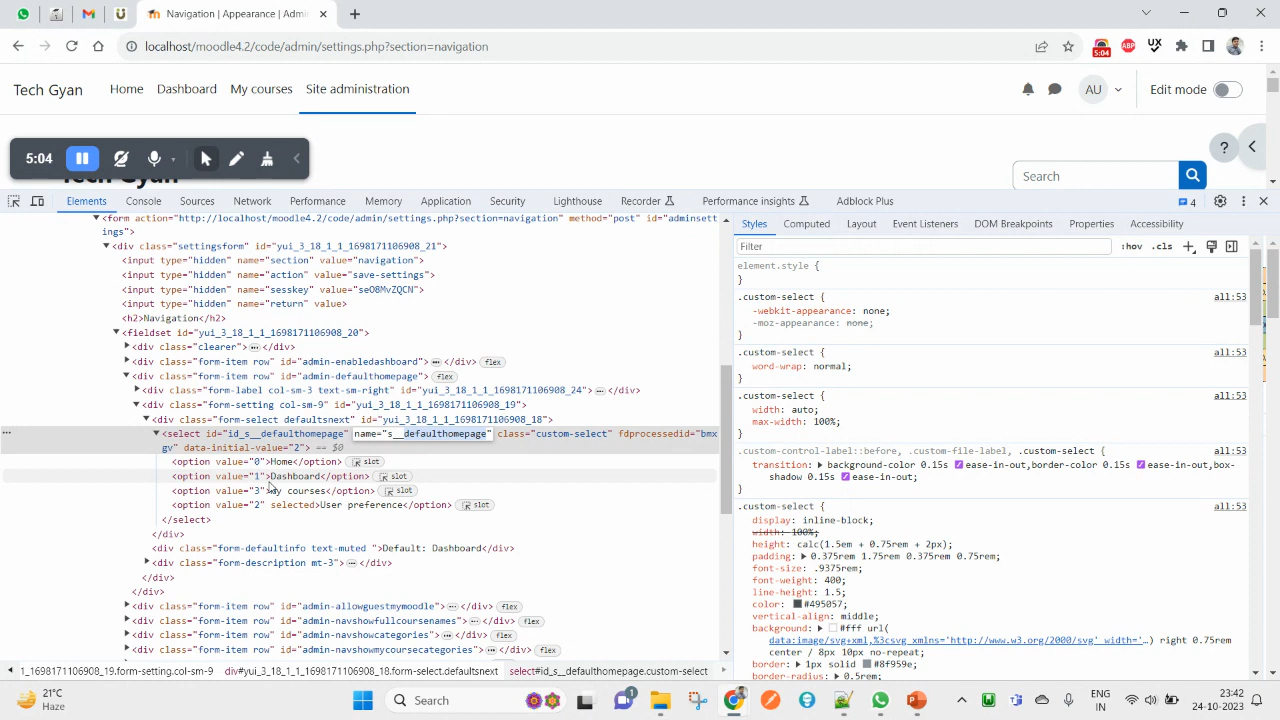 Navigation | Appearance | Admin
localhost/moodle4.2/code/admin/settings.php?section=navigation
ABP
UX
5:04
Tech Gyan
Home
Dashboard
My courses
Site administration
AU
Edit mode
5:04
Tech Gyan
?
Search
Elements
Console
Sources
Network
Performance
Memory
Application
Security
Lighthouse
Recorder
Performance insights
Adblock Plus
4
<form action="http://localhost/moodle4.2/code/admin/settings.php?section=navigation" method="post" id="adminsett
ings">
<div class="settingsform" id="yui_3_18_1_1_1698171106908_21">
<input type="hidden" name="section" value="navigation">
<input type="hidden" name="action" value="save-settings">
<input type="hidden" name="sesskey" value="seO8MvZQCN">
<input type="hidden" name="return" value>
<h2>Navigation</h2>
<fieldset id="yui_3_18_1_1_1698171106908_20">
<div class="clearer"> … </div>
<div class="form-item row" id="admin-enabledashboard"> … </div> flex
<div class="form-item row" id="admin-defaulthomepage"> flex
<div class="form-label col-sm-3 text-sm-right" id="yui_3_18_1_1_1698171106908_24"> … </div>
<div class="form-setting col-sm-9" id="yui_3_18_1_1_1698171106908_19">
<div class="form-select defaultsnext" id="yui_3_18_1_1_1698171106908_18">
… <select id="id_s__defaulthomepage" name="s__defaulthomepage" class="custom-select" fdprocessedid="bmx
gv" data-initial-value="2"> == $0
<option value="0">Home</option> slot
<option value="1">Dashboard</option> slot
<option value="3">My courses</option> slot
<option value="2" selected>User preference</option> slot
</select>
</div>
<div class="form-defaultinfo text-muted ">Default: Dashboard</div>
<div class="form-description mt-3"> … </div>
</div>
</div>
<div class="form-item row" id="admin-allowguestmymoodle"> … </div> flex
<div class="form-item row" id="admin-navshowfullcoursenames"> … </div> flex
<div class="form-item row" id="admin-navshowcategories"> … </div> flex
<div class="form-item row" id="admin-navshowmycoursecategories"> … </div> flex
1_1_1698171106908_19.form-setting.col-sm-9
div#yui_3_18_1_1_1698171106908_18.form-select.defaultsnext
select#id_s__defaulthomepage.custom-select
Styles
Computed
Layout
Event Listeners
DOM Breakpoints
Properties
Accessibility
Filter
:hov .cls
element.style {
}
.custom-select { all:53
-webkit-appearance: none;
-moz-appearance: none;
}
.custom-select { all:53
word-wrap: normal;
}
.custom-select { all:53
width: auto;
max-width: 100%;
}
.custom-control-label::before, .custom-file-label, .custom-select { all:53
transition: background-color 0.15s ease-in-out,border-color 0.15s ease-in-out,box-
shadow 0.15s ease-in-out;
}
.custom-select { all:53
display: inline-block;
width: 100%;
height: calc(1.5em + 0.75rem + 2px);
padding: 0.375rem 1.75rem 0.375rem 0.75rem;
font-size: .9375rem;
font-weight: 400;
line-height: 1.5;
color: #495057;
vertical-align: middle;
background: #fff url(
data:image/svg+xml,%3csvg xmlns='http://www.w3.org/2000/svg' width='… ) right 0.75rem
center / 8px 10px no-repeat;
border: 1px solid #8f959e;
border-radius: 0.5rem;
21°C
Haze
Search
1
ENG
IN
23:42
24-10-2023